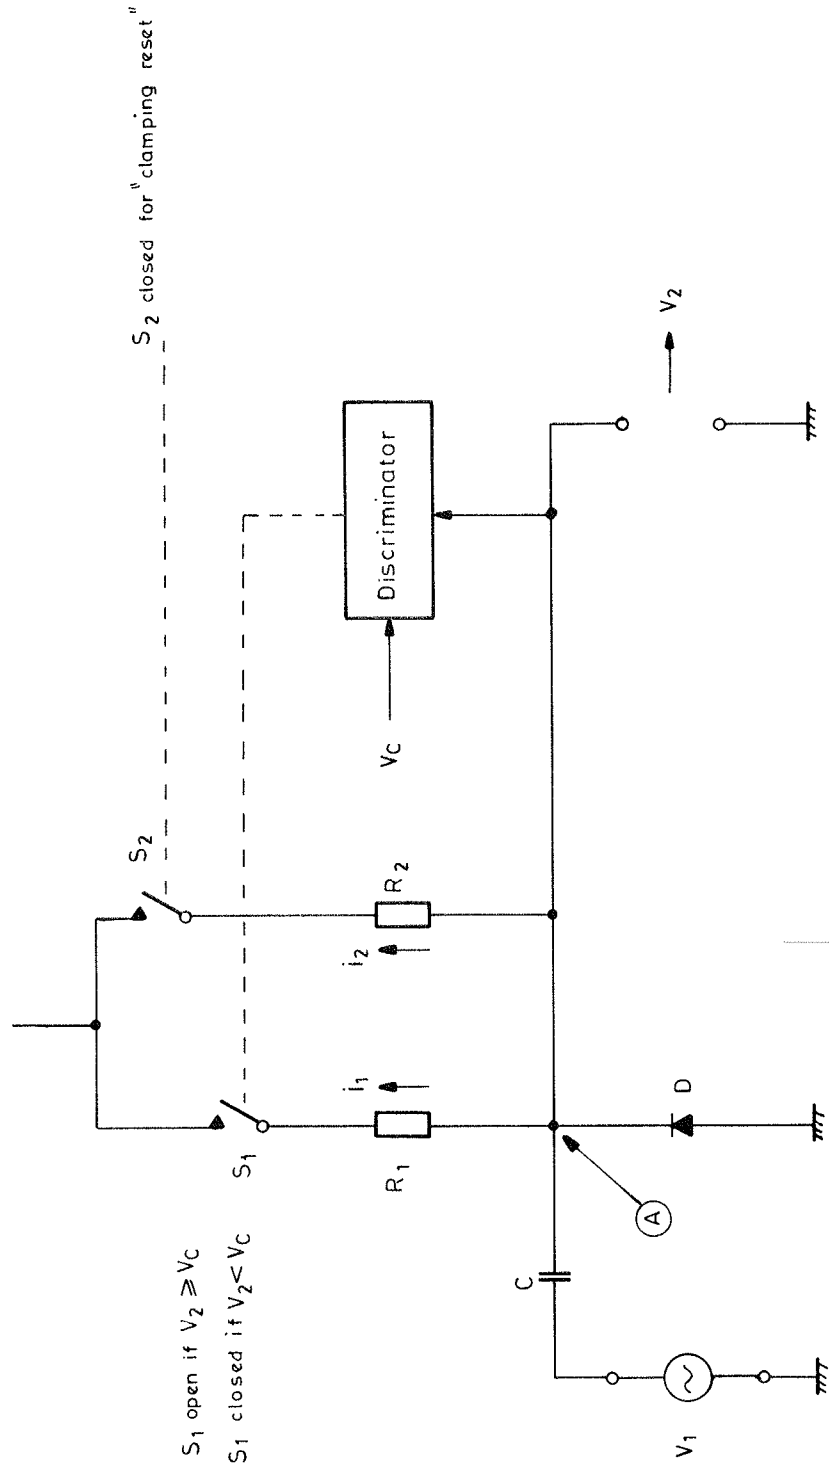 S2 closed for "clamping reset"
S1 open if V2 ⩾ VC
S1 closed if V2 < VC
S1
S2
i1
i2
R1
R2
VC
Discriminator
C
A
D
V1
V2